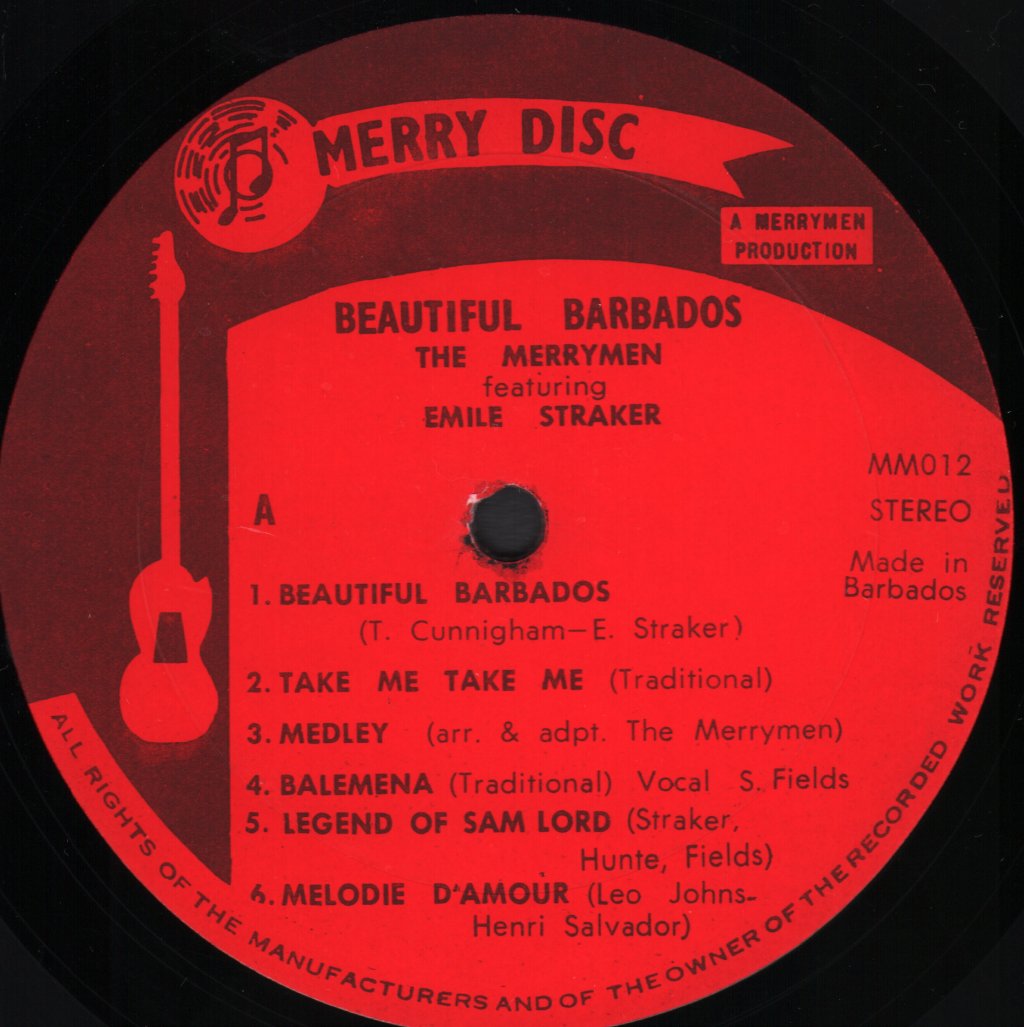 MERRY DISC
A MERRYMEN
PRODUCTION
BEAUTIFUL BARBADOS
THE MERRYMEN
featuring
EMILE STRAKER
MM012
STEREO
A
Made in
Barbados
1. BEAUTIFUL BARBADOS
(T. Cunnigham-E. Straker)
2. TAKE ME TAKE ME (Traditional)
3. MEDLEY (arr. & adpt. The Merrymen)
4. BALEMENA (Traditional) Vocal S. Fields
5. LEGEND OF SAM LORD (Straker,
Hunte, Fields)
6. MELODIE D'AMOUR (Leo Johns-
Henri Salvador)
ALL RIGHTS OF THE MANUFACTURERS AND OF THE OWNER OF THE RECORDED WORK RESERVED